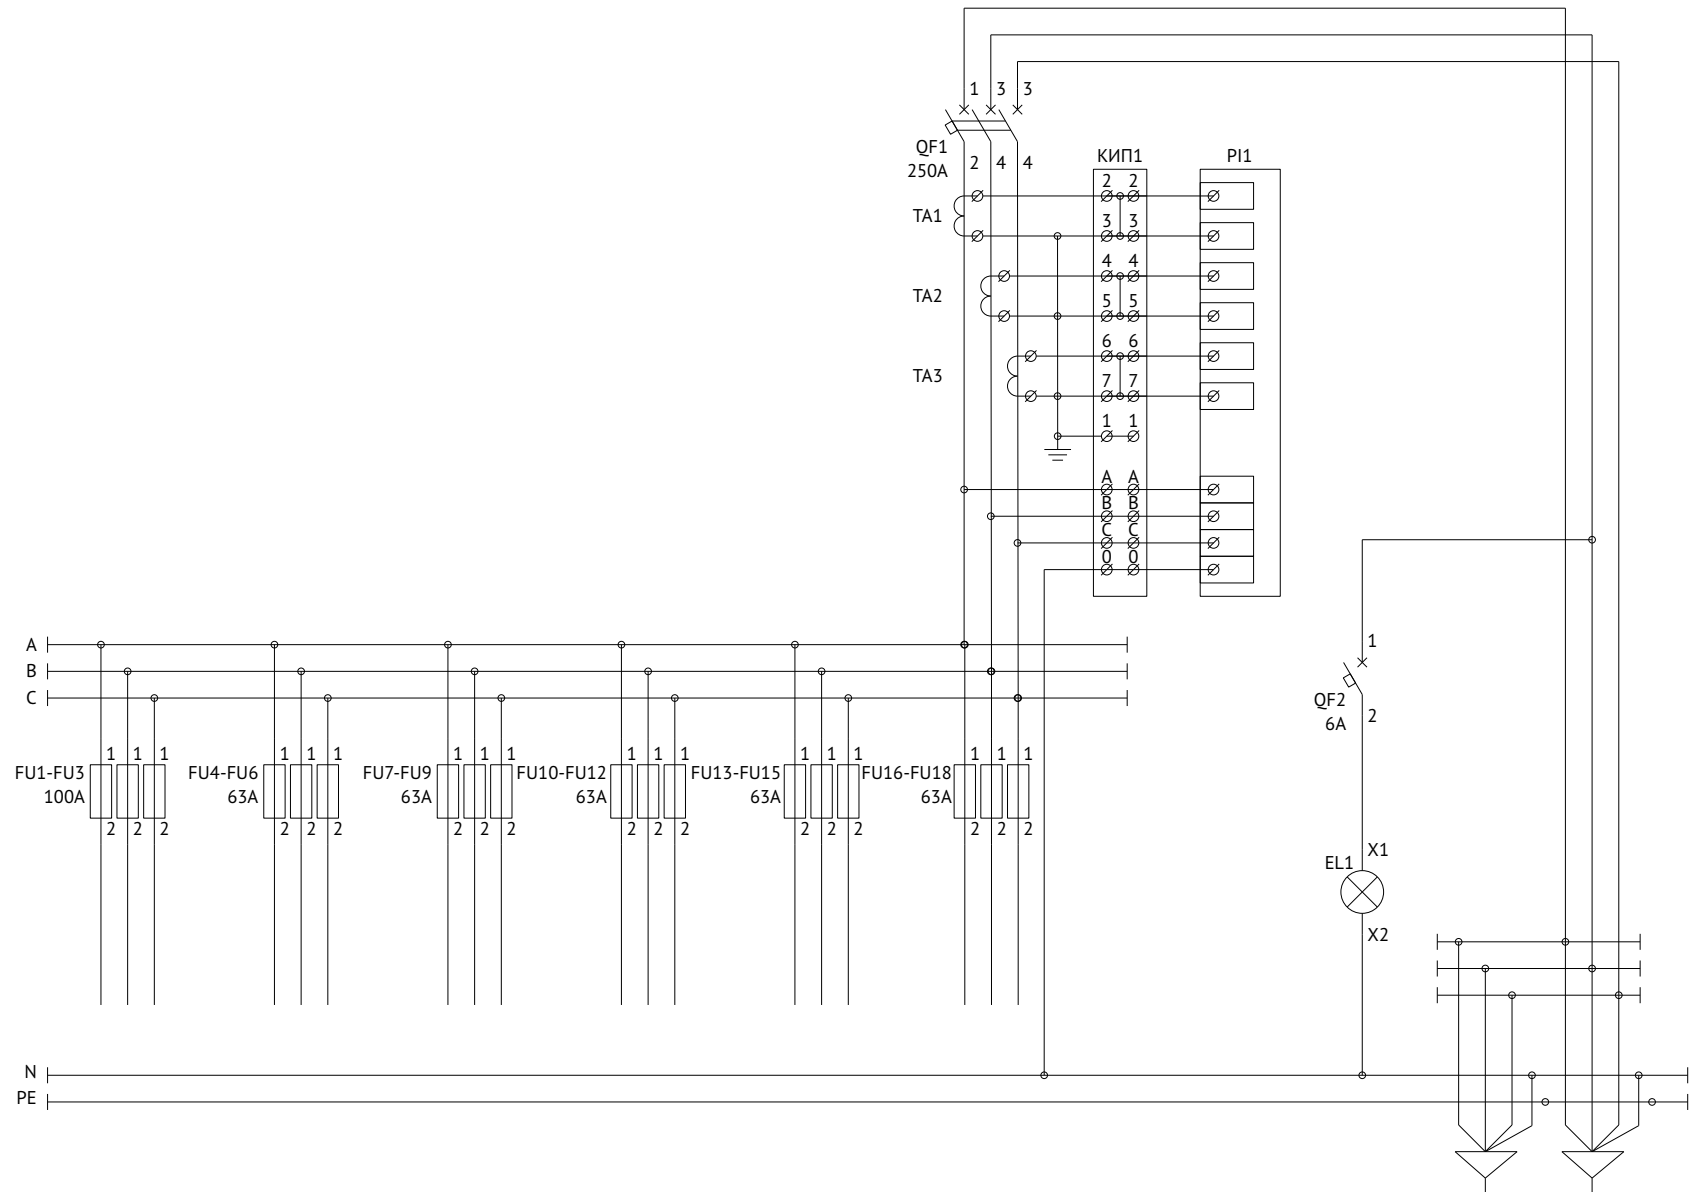 1 3 3
QF1
250A
2 4 4
КИП1
PI1
2 2
TA1
3 3
4 4
TA2
5 5
6 6
TA3
7 7
1 1
A A
B B
C C
0 0
A
B
C
1
QF2
6A
2
1 1 1 1 1 1 1 1 1 1 1 1 1 1 1 1 1 1
FU1-FU3 FU4-FU6 FU7-FU9 FU10-FU12 FU13-FU15 FU16-FU18
100A 63A 63A 63A 63A 63A
2 2 2 2 2 2 2 2 2 2 2 2 2 2 2 2 2 2
X1
EL1
X2
N
PE